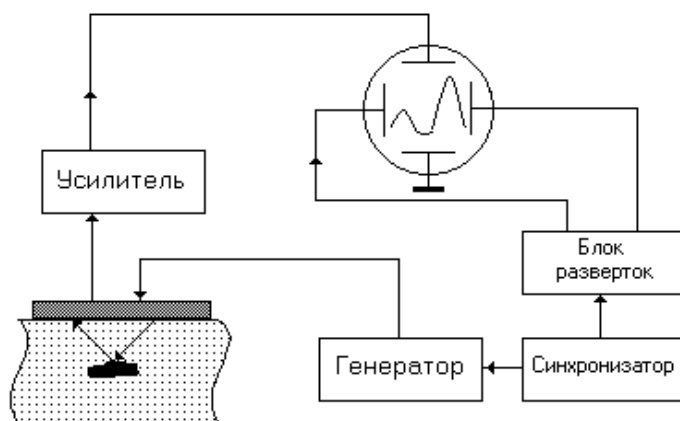 Усилитель
Блок
разверток
Генератор
Синхронизатор